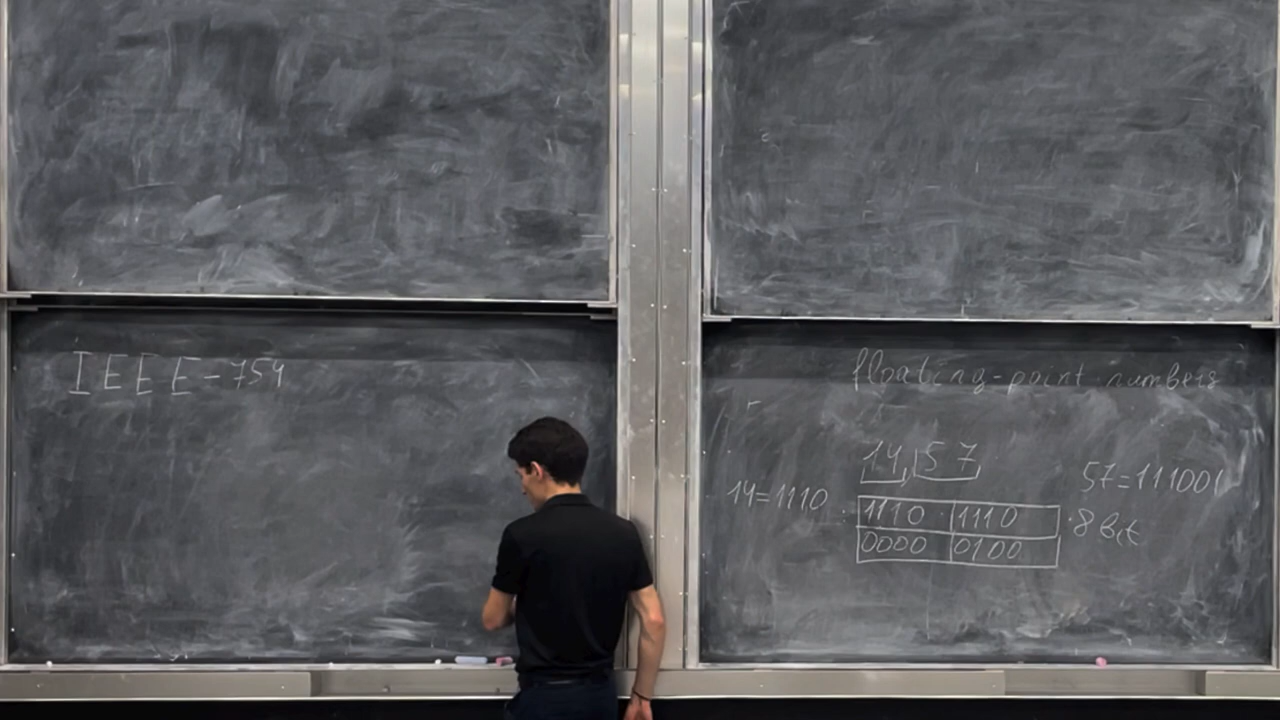 IEEE-754
floating-point numbers
14,57
14=1110
57=111001
1110 1110
8 bit
0000 0100